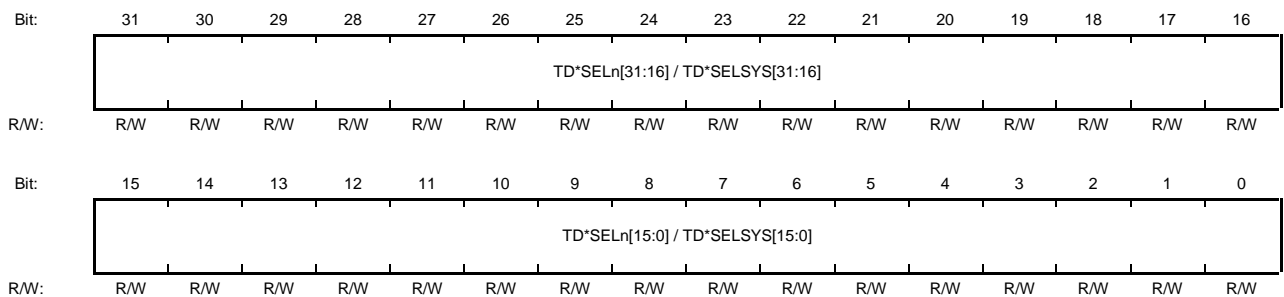 Bit: 31 30 29 28 27 26 25 24 23 22 21 20 19 18 17 16
TD*SELn[31:16] / TD*SELSYS[31:16]
R/W: R/W R/W R/W R/W R/W R/W R/W R/W R/W R/W R/W R/W R/W R/W R/W R/W
Bit: 15 14 13 12 11 10 9 8 7 6 5 4 3 2 1 0
TD*SELn[15:0] / TD*SELSYS[15:0]
R/W: R/W R/W R/W R/W R/W R/W R/W R/W R/W R/W R/W R/W R/W R/W R/W R/W